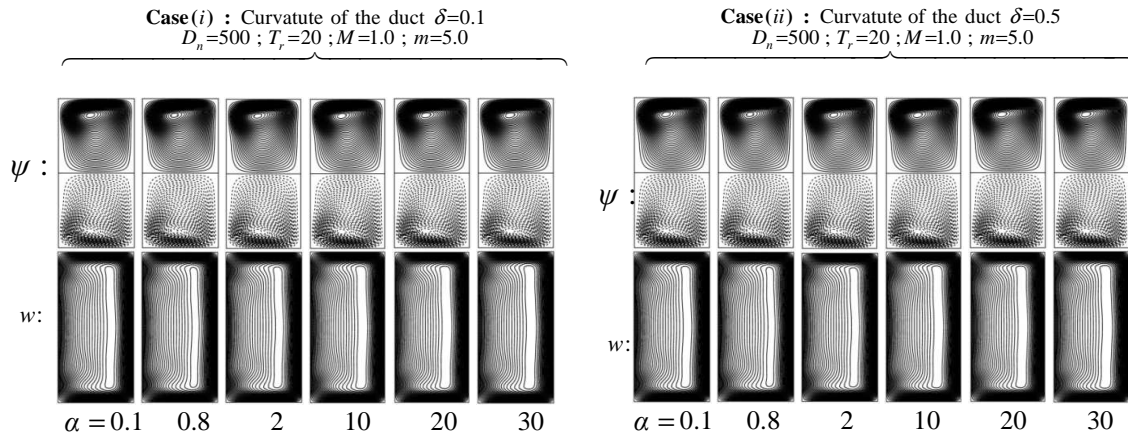 Case(i) : Curvatute of the duct δ=0.1
Dₙ=500 ; Tᵣ=20 ; M=1.0 ; m=5.0
ψ :
w:
α = 0.1 0.8 2 10 20 30
Case(ii) : Curvatute of the duct δ=0.5
Dₙ=500 ; Tᵣ=20 ; M=1.0 ; m=5.0
ψ :
w:
α = 0.1 0.8 2 10 20 30